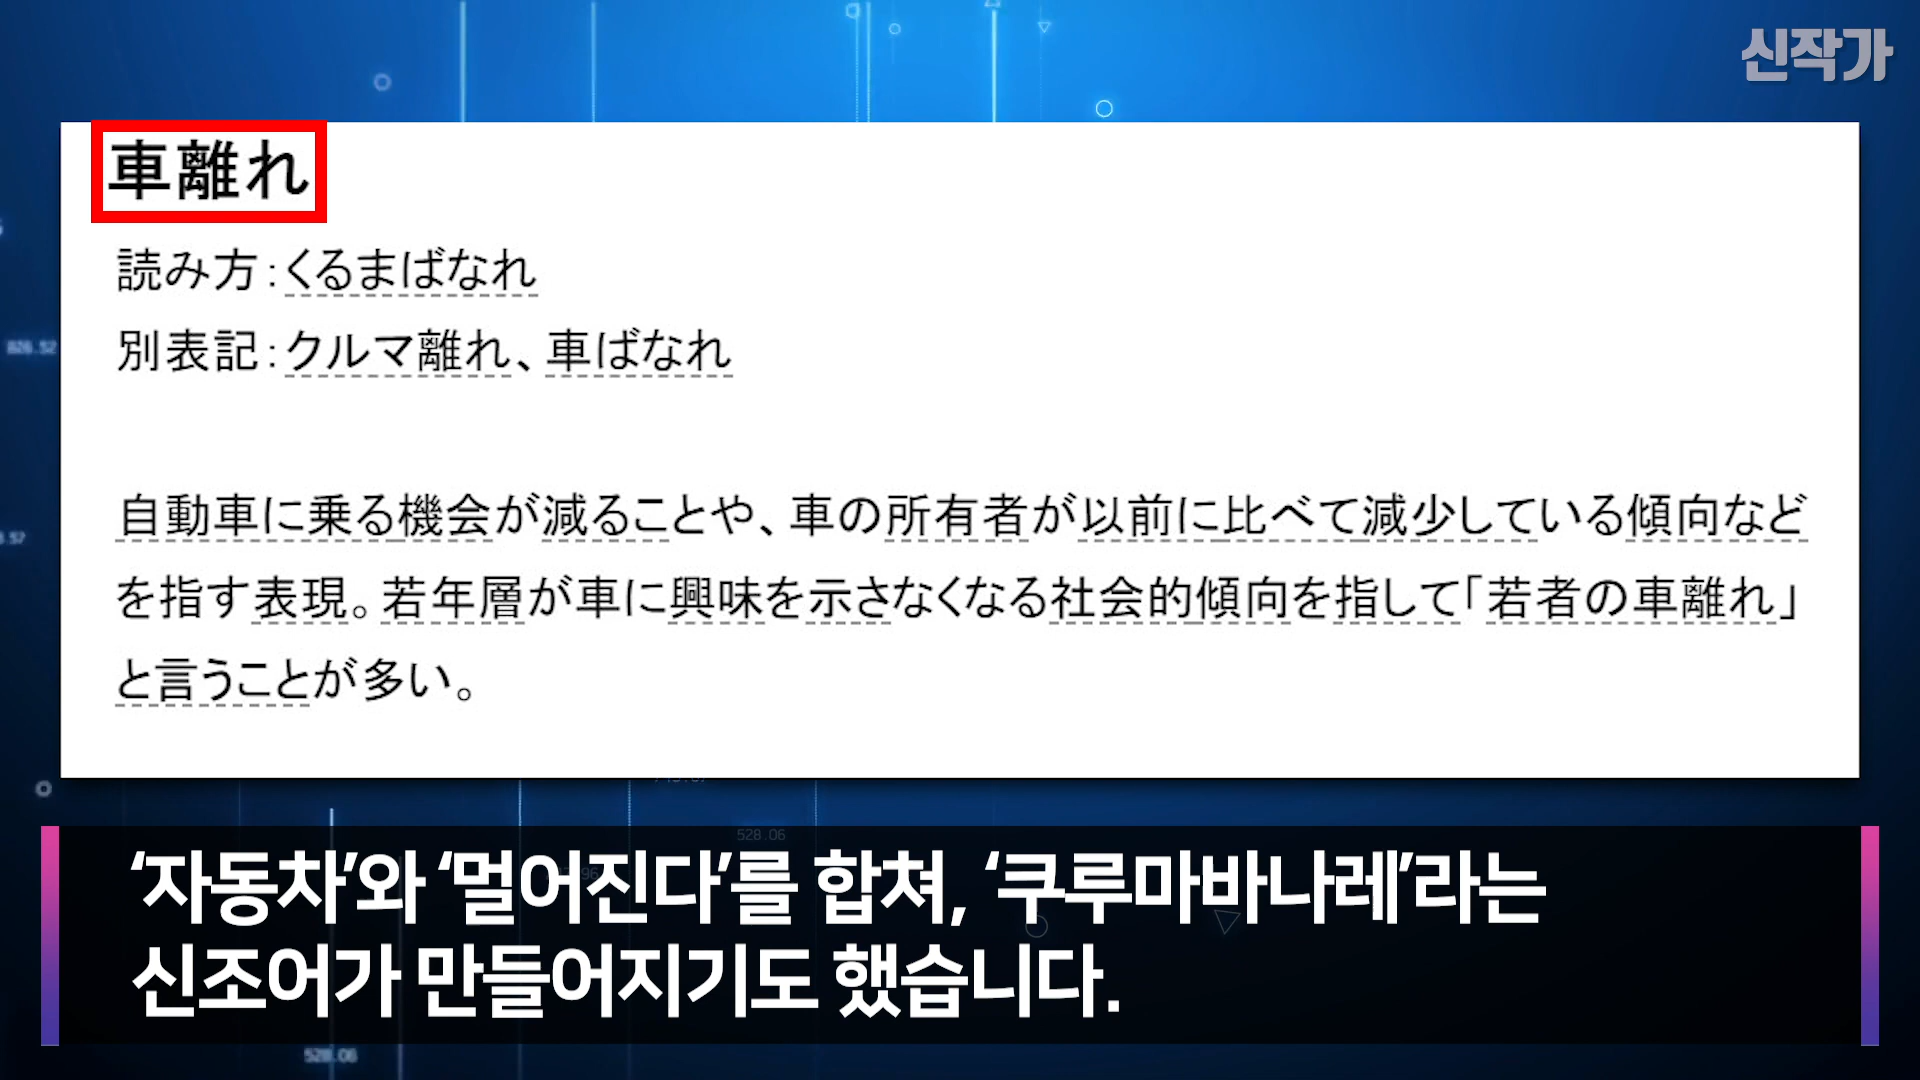 신작가
車離れ
読み方：くるまばなれ
別表記：クルマ離れ、車ばなれ
自動車に乗る機会が減ることや、車の所有者が以前に比べて減少している傾向など
を指す表現。若年層が車に興味を示さなくなる社会的傾向を指して「若者の車離れ」
と言うことが多い。
826.52
528.06
‘자동차’와 ‘멀어진다’를 합쳐, ‘쿠루마바나레’라는
신조어가 만들어지기도 했습니다.
528.06